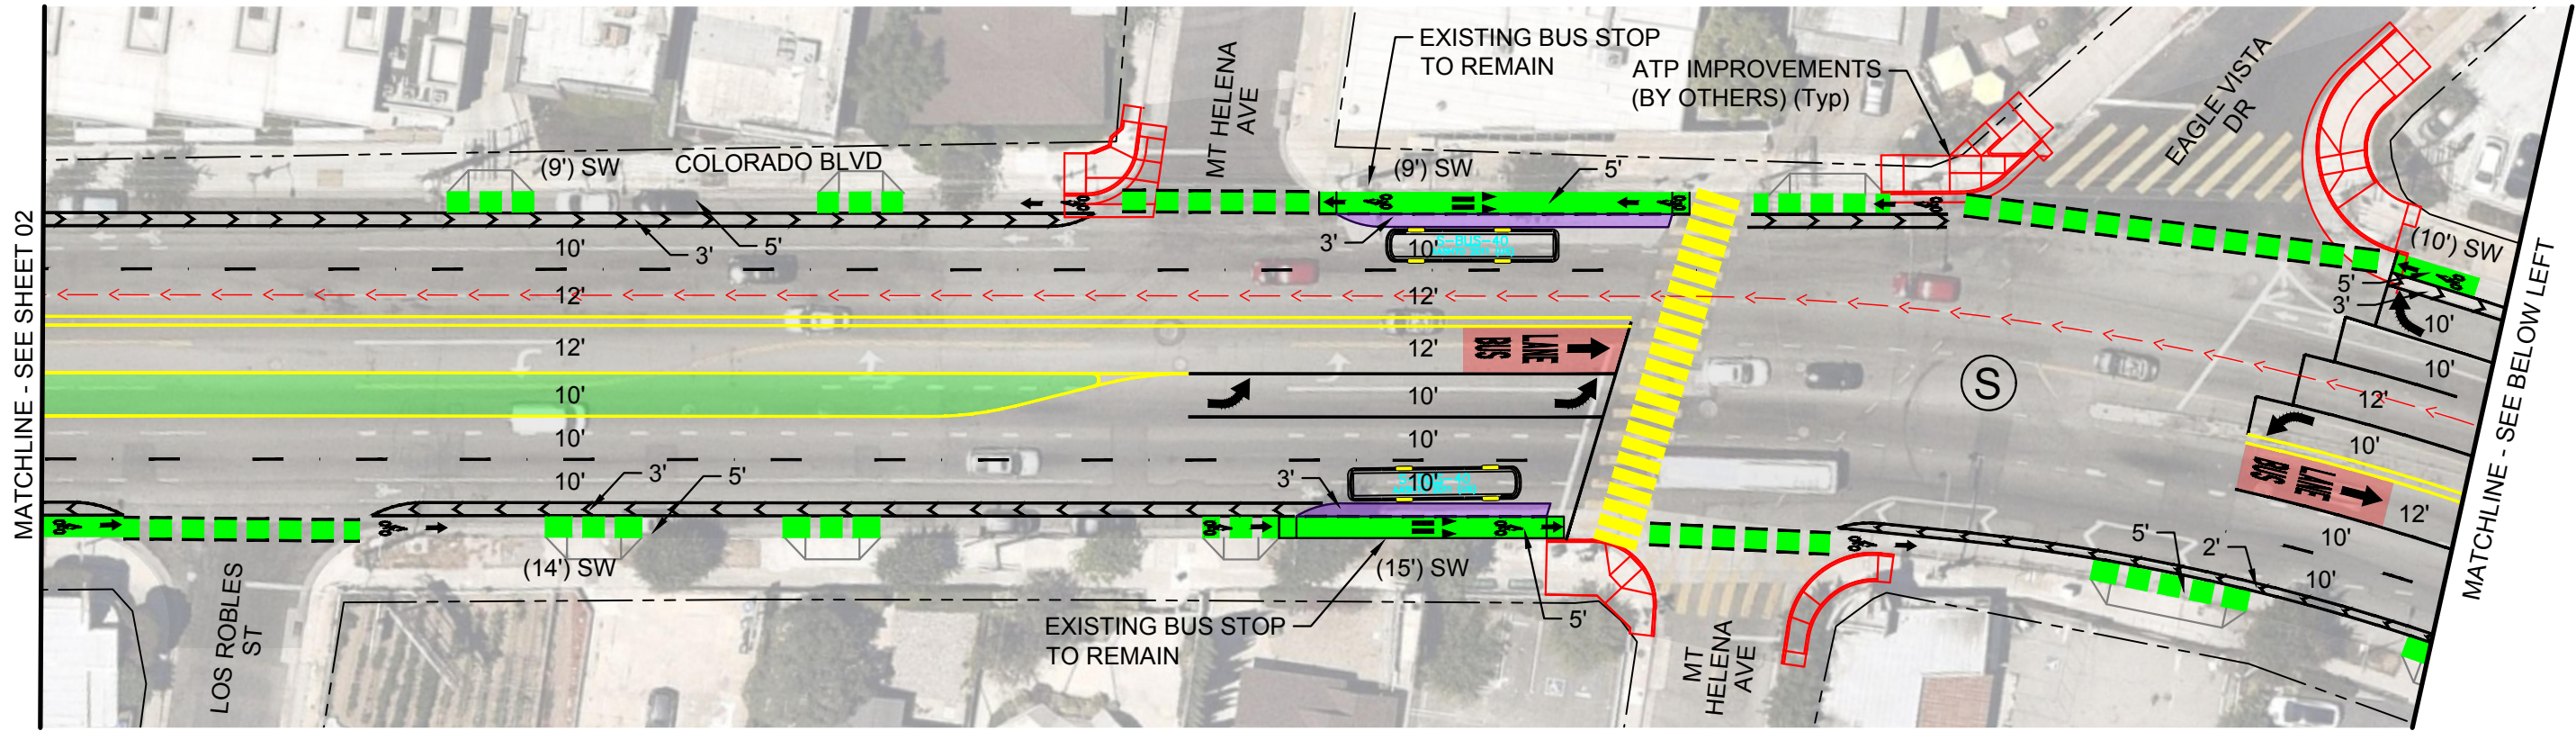 MATCHLINE - SEE SHEET 02
EXISTING BUS STOP
TO REMAIN
ATP IMPROVEMENTS
(BY OTHERS) (Typ)
MT HELENA
AVE
EAGLE VISTA
DR
(9') SW
COLORADO BLVD
(9') SW
5'
(10') SW
10'
3'
5'
3'
S-BUS-40
10'
5'
3'
12'
12'
10'
10'
12'
12'
BUS
LANE
12'
S
10'
10'
10'
BUS
LANE
12'
10'
10'
10'
3'
5'
3'
10'
10'
5'
2'
10'
(14') SW
(15') SW
5'
LOS ROBLES
ST
EXISTING BUS STOP
TO REMAIN
MT
HELENA
AVE
MATCHLINE - SEE BELOW LEFT